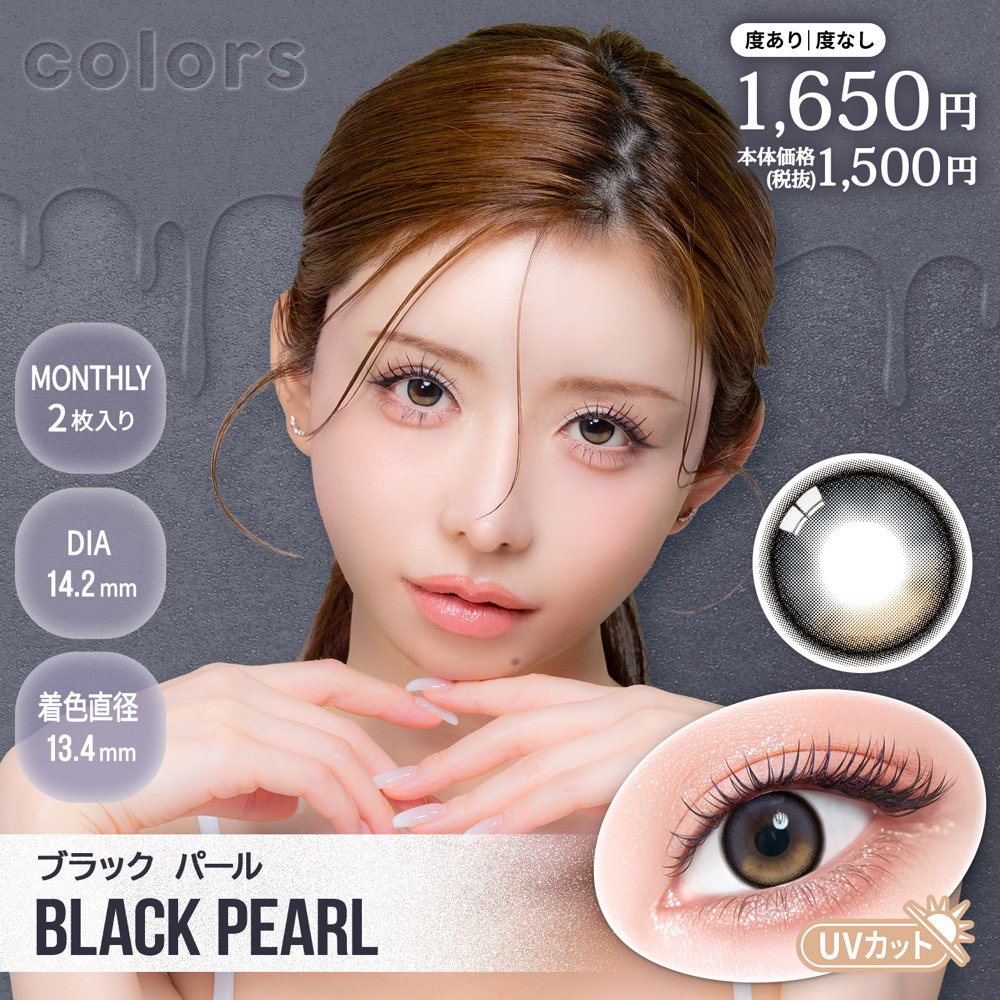 colors
度あり|度なし
1,650円
本体価格
(税抜)1,500円
MONTHLY
2枚入り
DIA
14.2mm
着色直径
13.4mm
ブラック パール
BLACK PEARL
UVカット